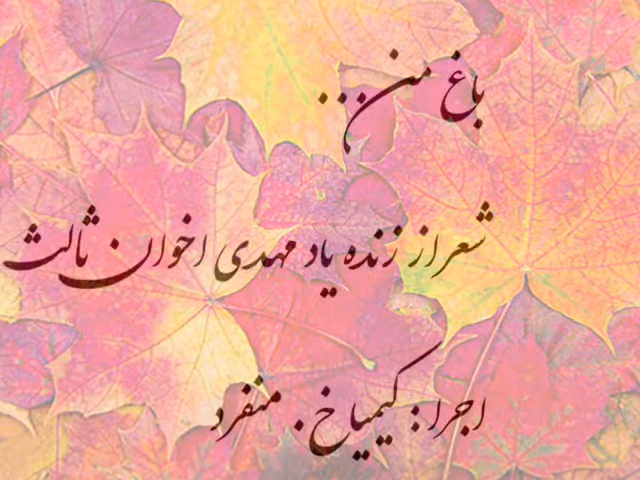 باغ من...
شعر از زنده یاد مهدی اخوان ثالث
اجرا: کیمیا خ. منفرد